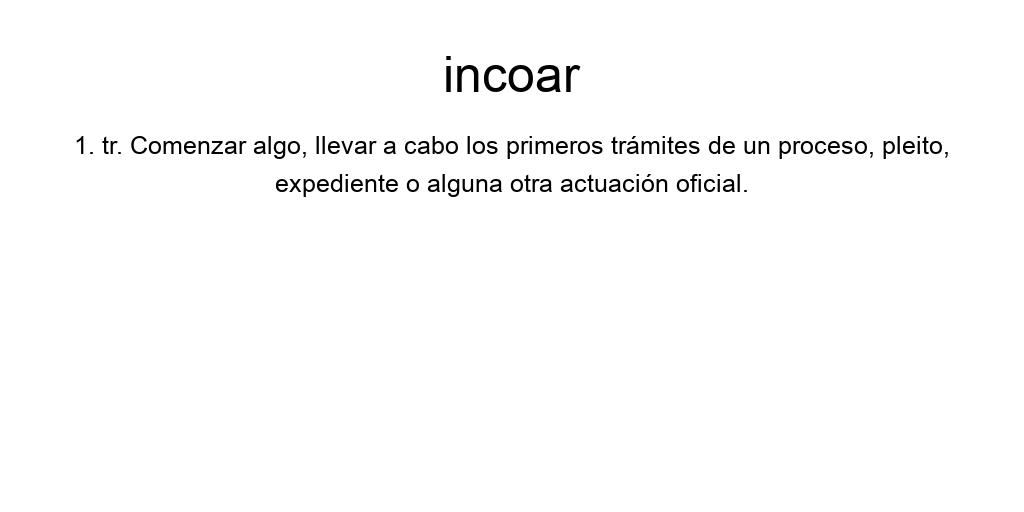 incoar
1. tr. Comenzar algo, llevar a cabo los primeros trámites de un proceso, pleito,
expediente o alguna otra actuación oficial.